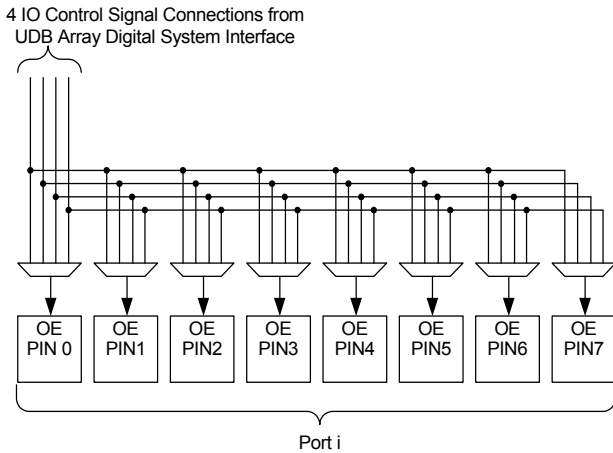 4 IO Control Signal Connections from
UDB Array Digital System Interface
OE
PIN 0
OE
PIN1
OE
PIN2
OE
PIN3
OE
PIN4
OE
PIN5
OE
PIN6
OE
PIN7
Port i